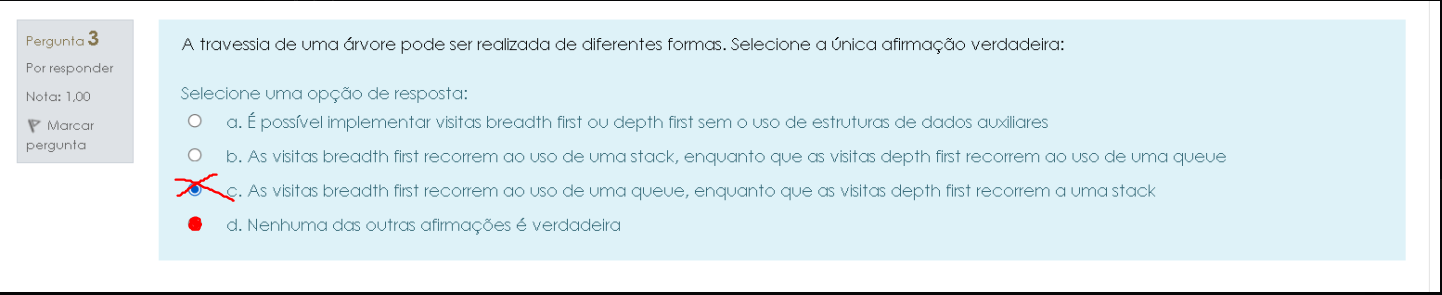 Pergunta 3
Por responder
Nota: 1,00
Marcar
pergunta
A travessia de uma árvore pode ser realizada de diferentes formas. Selecione a única afirmação verdadeira:
Selecione uma opção de resposta:
a. É possível implementar visitas breadth first ou depth first sem o uso de estruturas de dados auxiliares
b. As visitas breadth first recorrem ao uso de uma stack, enquanto que as visitas depth first recorrem ao uso de uma queue
c. As visitas breadth first recorrem ao uso de uma queue, enquanto que as visitas depth first recorrem a uma stack
d. Nenhuma das outras afirmações é verdadeira